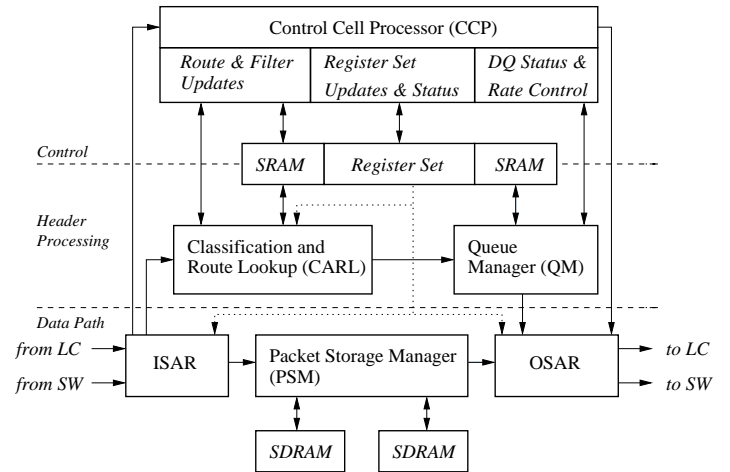 Control Cell Processor (CCP)
Route & Filter
Updates
Register Set
Updates & Status
DQ Status &
Rate Control
Control
SRAM
Register Set
SRAM
Header
Processing
Classification and
Route Lookup (CARL)
Queue
Manager (QM)
Data Path
from LC
from SW
ISAR
Packet Storage Manager
(PSM)
OSAR
to LC
to SW
SDRAM
SDRAM